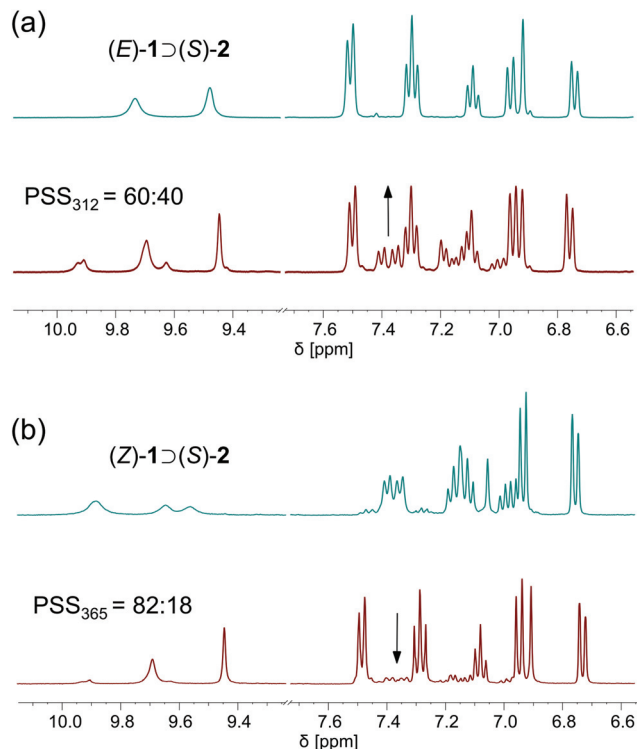 (a)
(E)-1⊃(S)-2
PSS312 = 60:40
10.0 9.8 9.6 9.4 7.6 7.4 7.2 7.0 6.8 6.6
δ [ppm]
(b)
(Z)-1⊃(S)-2
PSS365 = 82:18
10.0 9.8 9.6 9.4 7.6 7.4 7.2 7.0 6.8 6.6
δ [ppm]